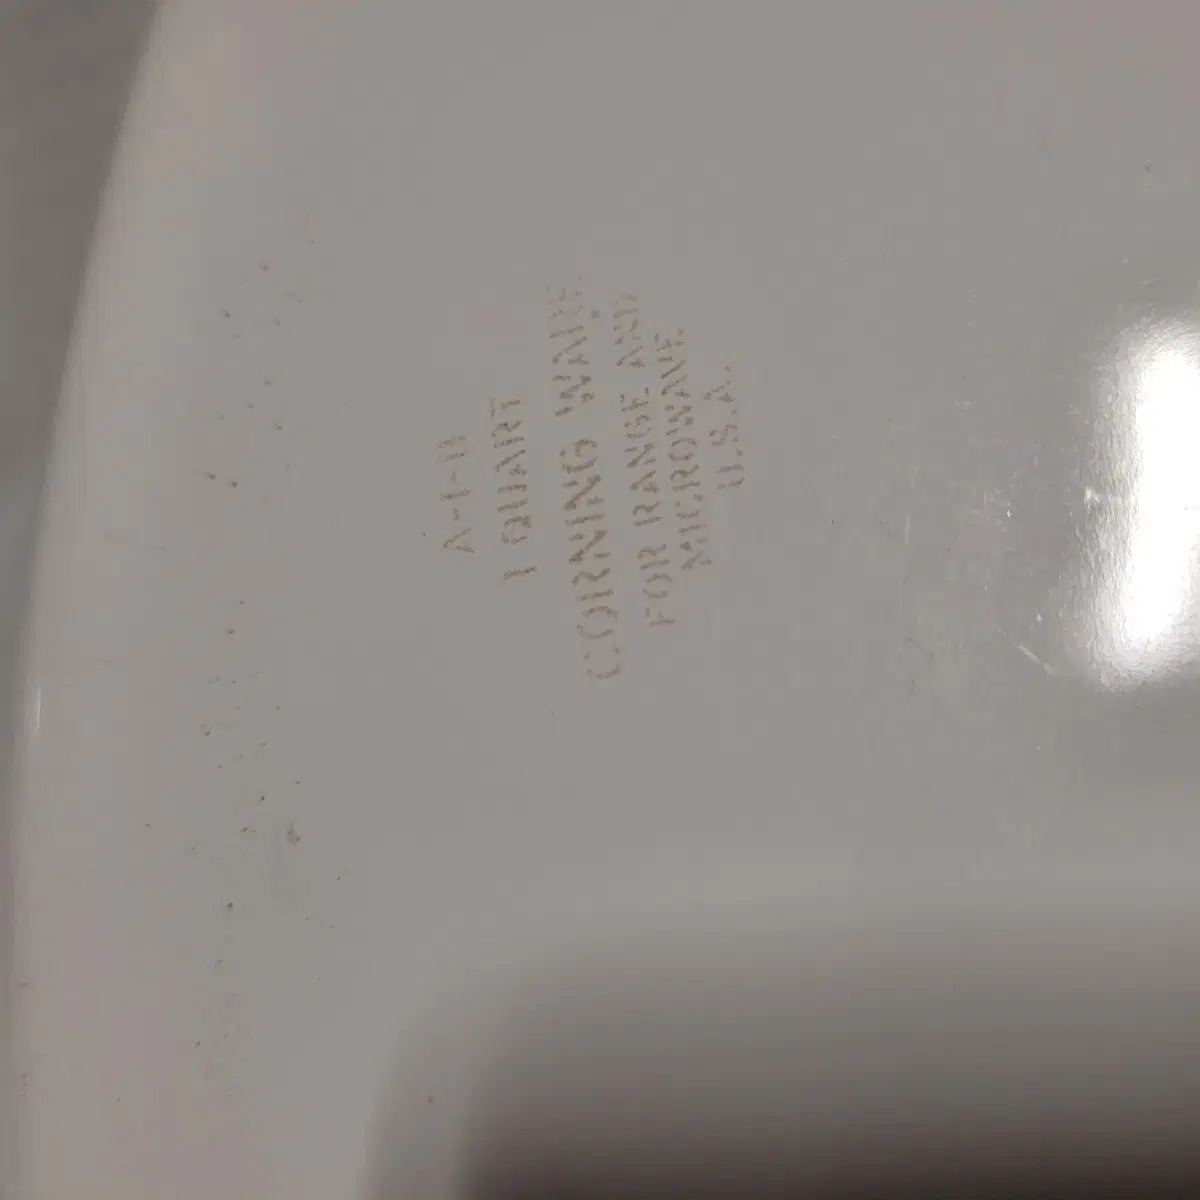 A-1-B
1 QUART
CORNING WARE
FOR RANGE AND
MICROWAVE
U.S.A.